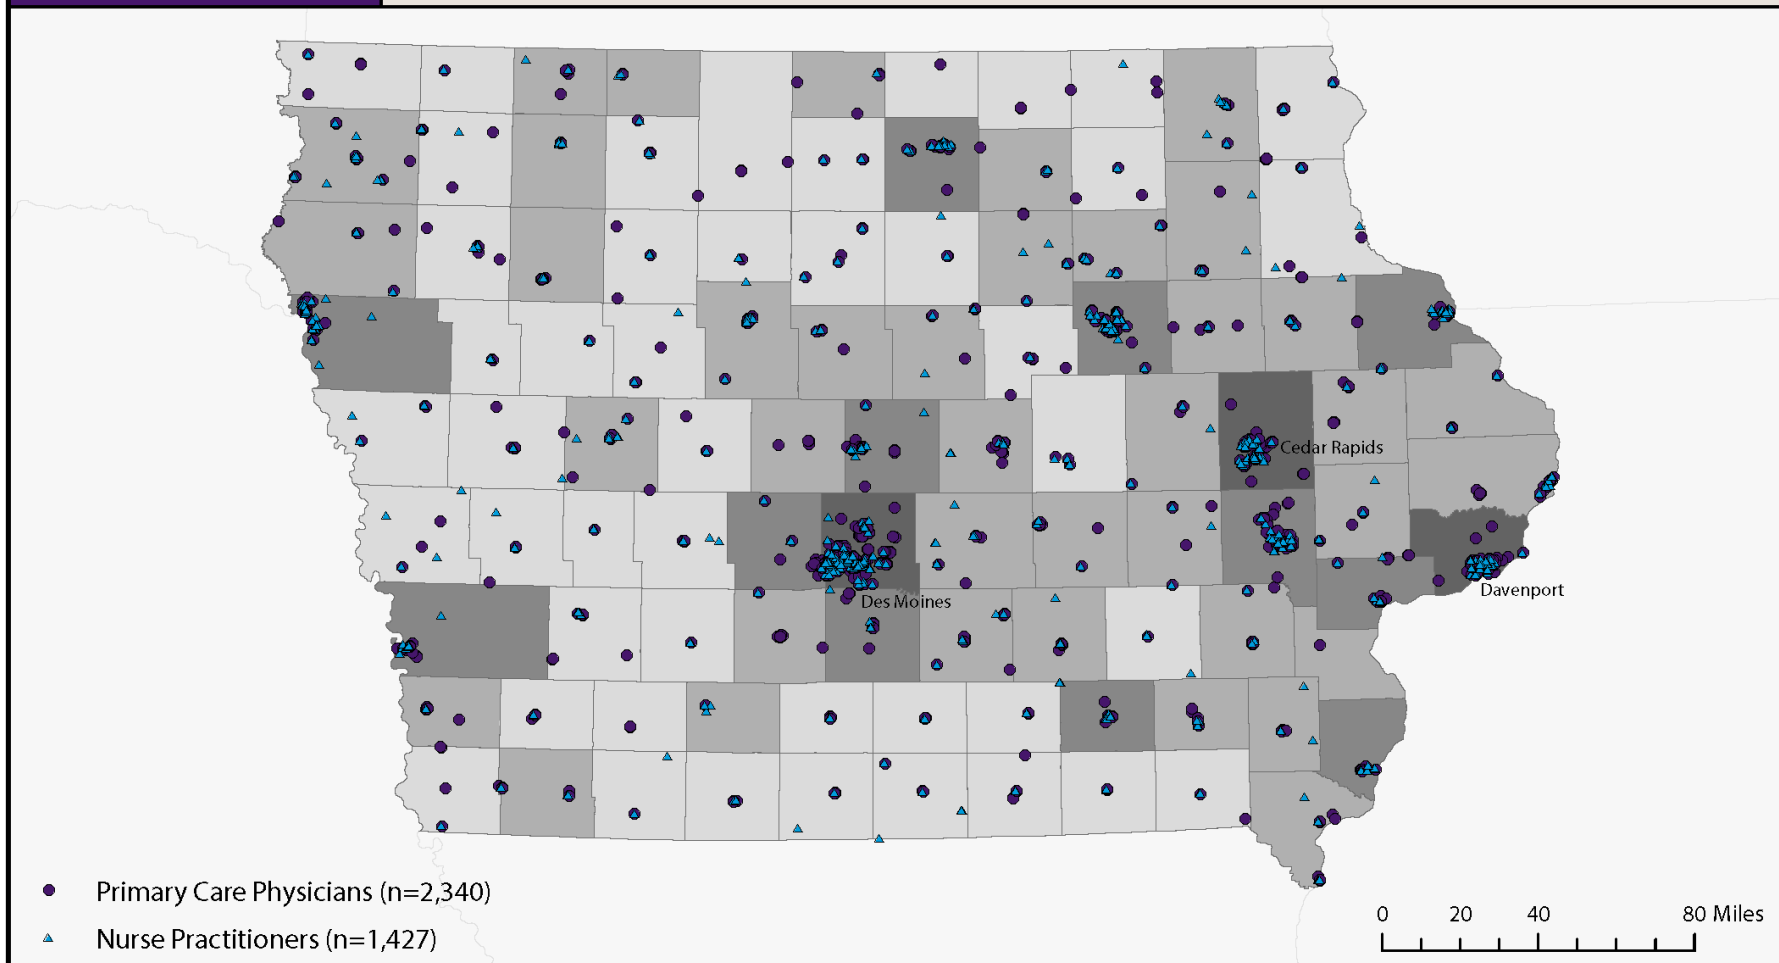 Cedar Rapids
Davenport
Des Moines
Primary Care Physicians (n=2,340)
Nurse Practitioners (n=1,427)
0 20 40 80 Miles